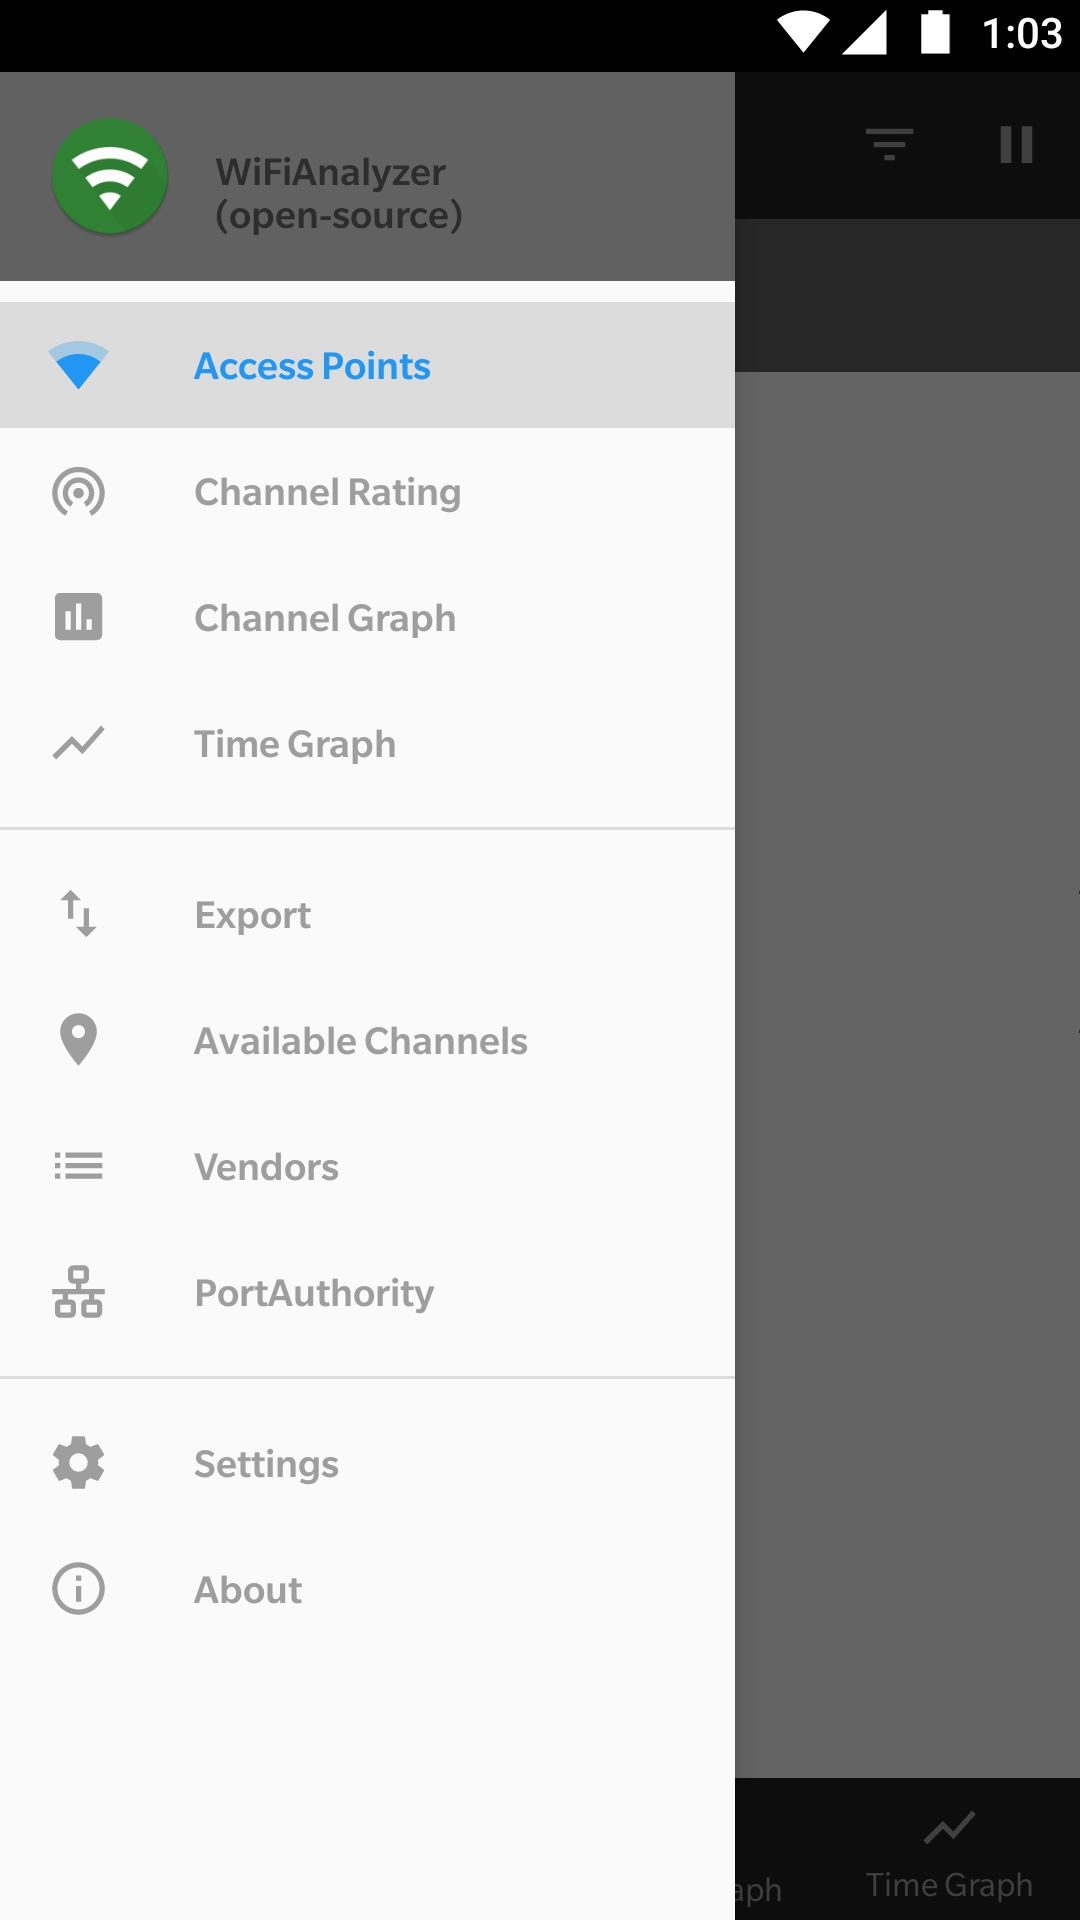 1:03
WiFiAnalyzer
(open-source)
Access Points
Channel Rating
Channel Graph
Time Graph
Export
Available Channels
Vendors
PortAuthority
Settings
About
aph
Time Graph